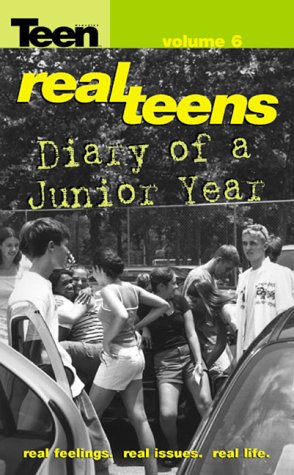 Teen
MAGAZINE
volume 6
real teens
Diary of a
Junior Year
real feelings. real issues. real life.